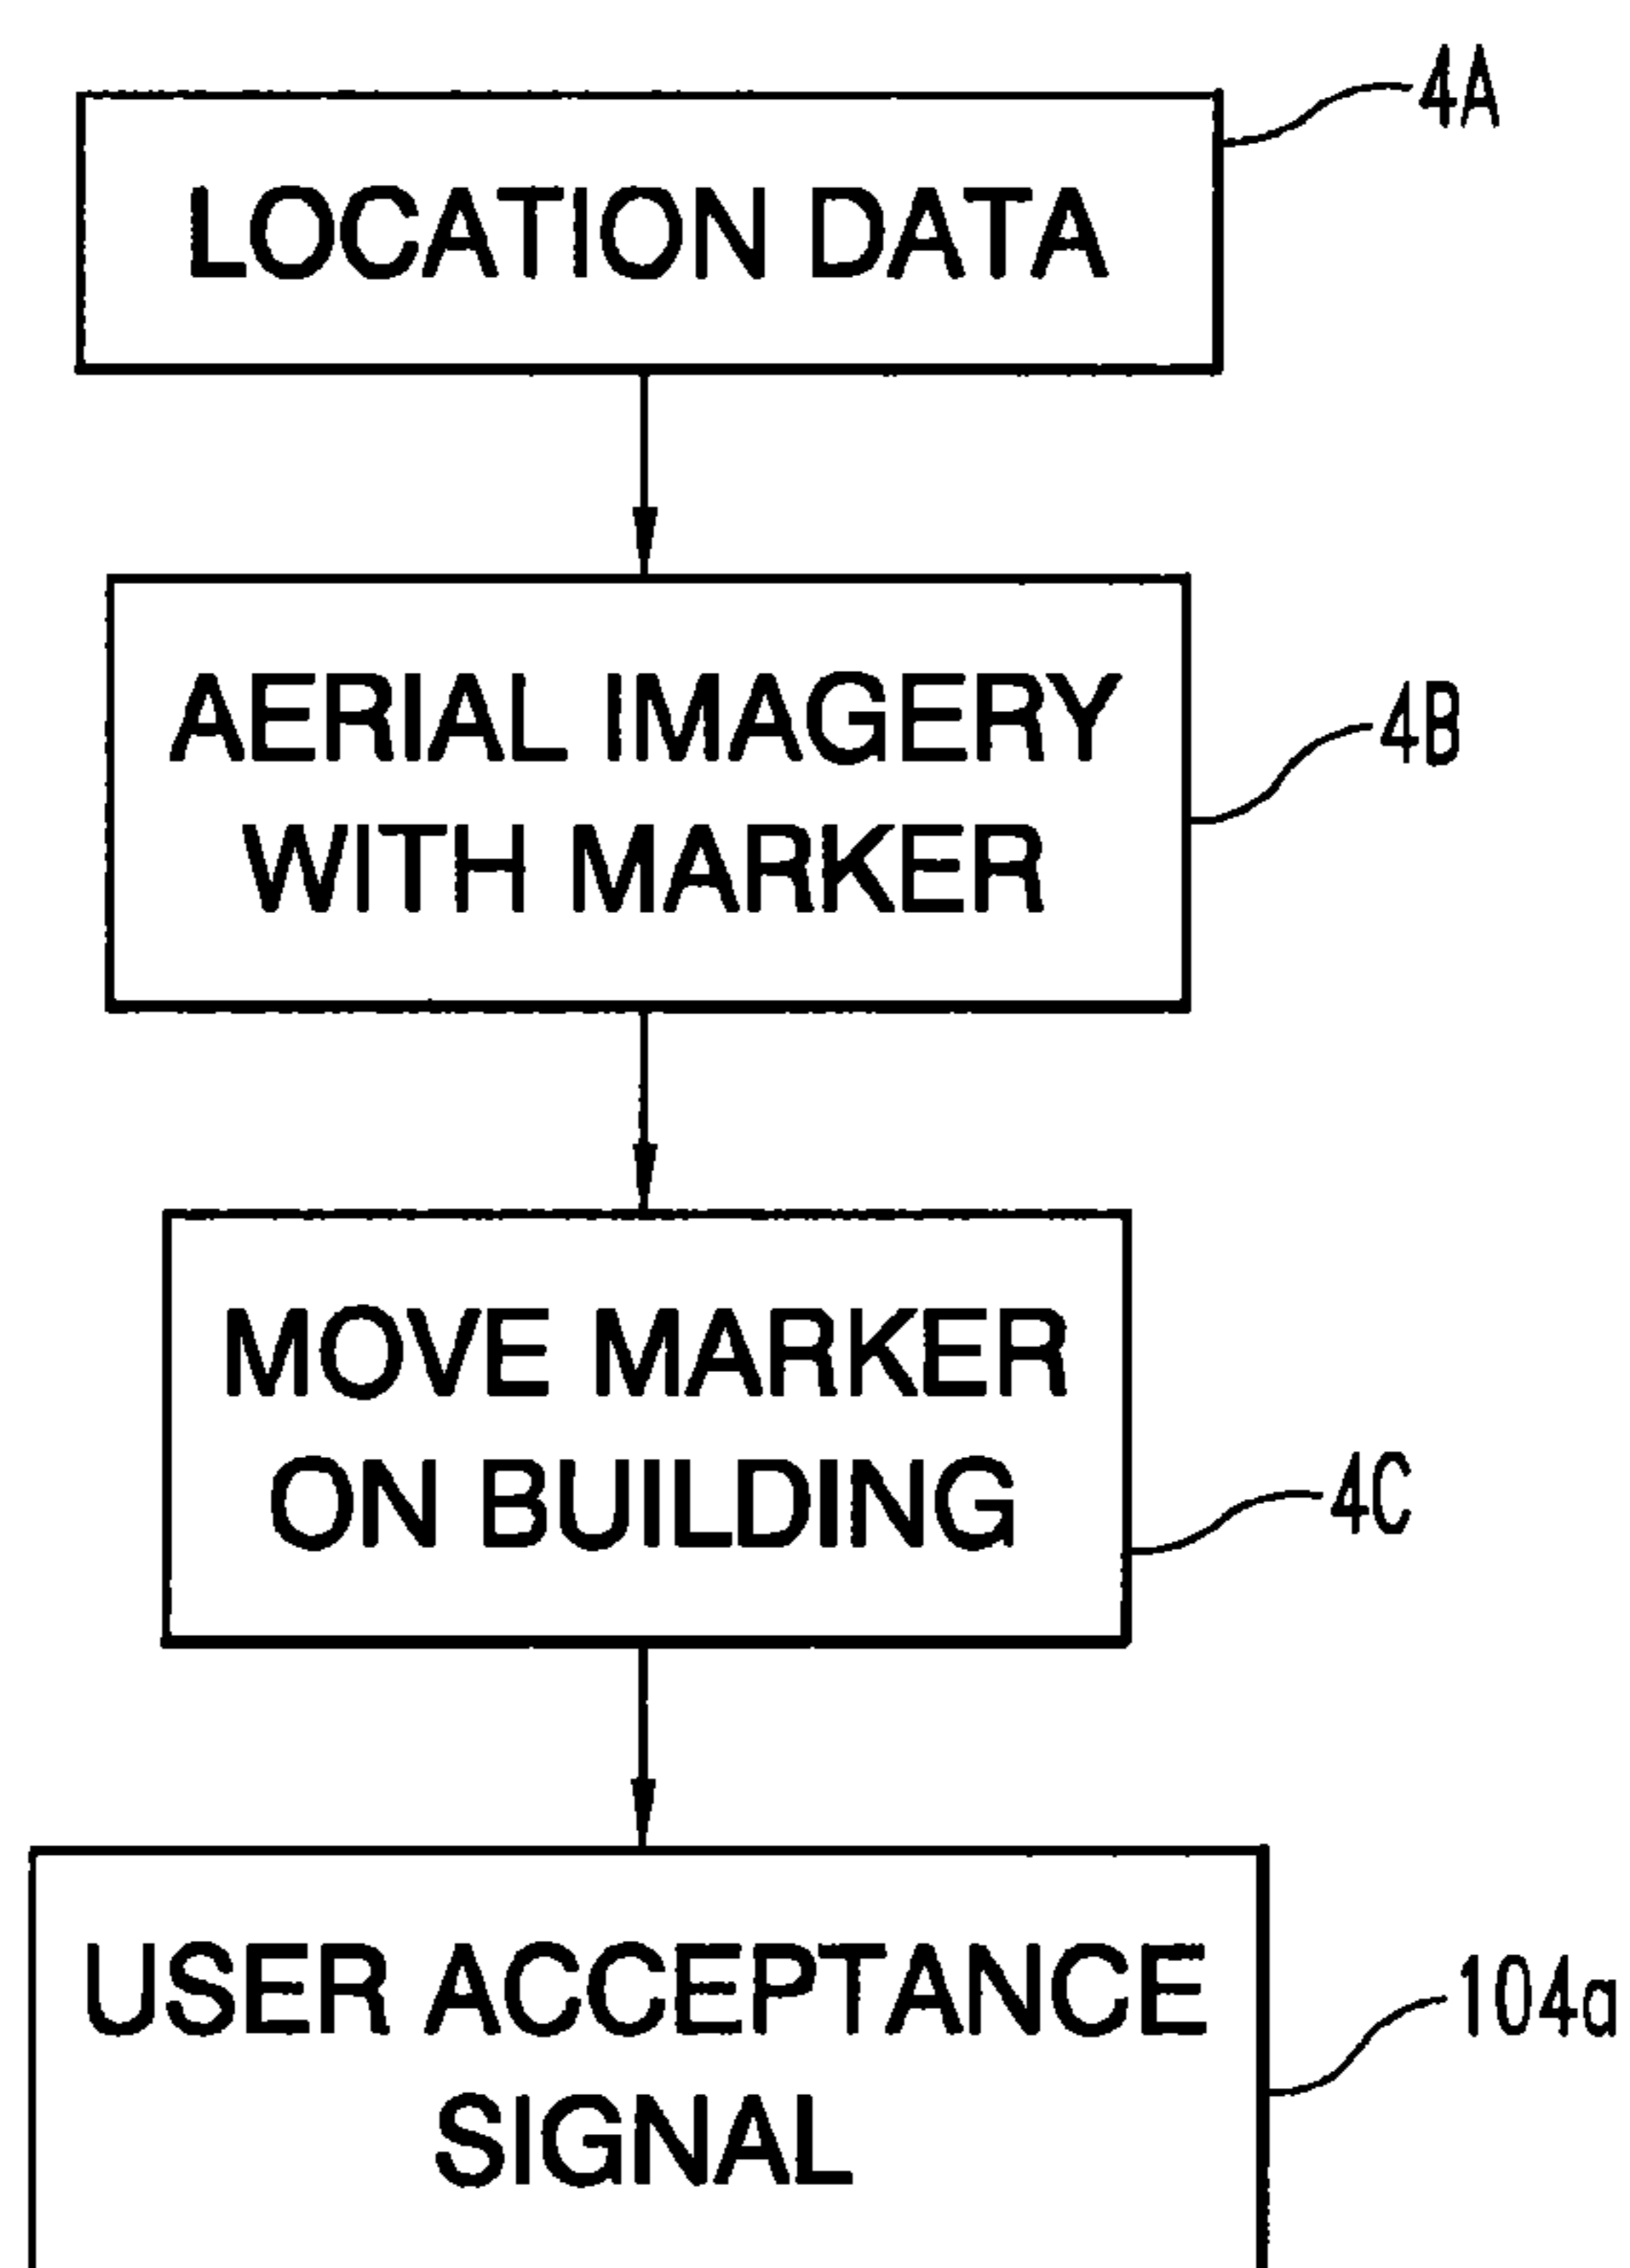 4A
LOCATION DATA
AERIAL IMAGERY
4B
WITH MARKER
MOVE MARKER
ON BUILDING
4C
USER ACCEPTANCE
104a
SIGNAL